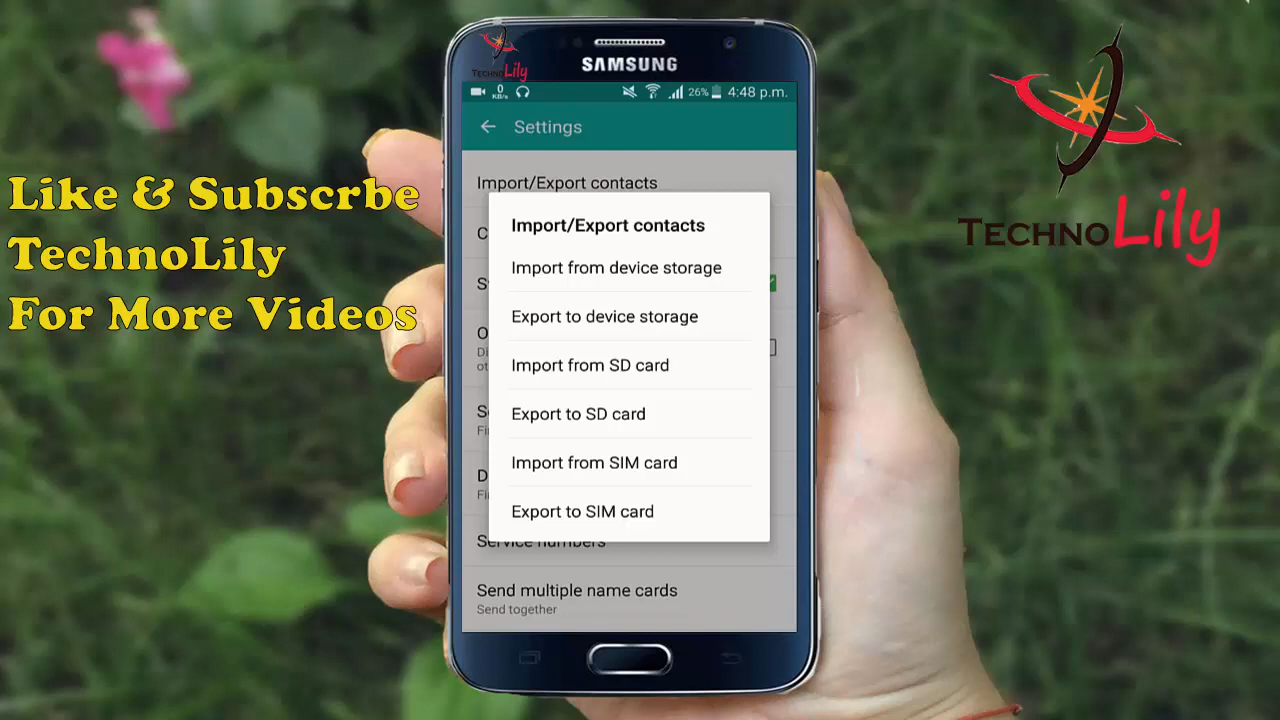 TECHNOLily
SAMSUNG
0
KB/s
26%
4:48 p.m.
Settings
Import/Export contacts
Import/Export contacts
Import from device storage
Export to device storage
Import from SD card
Export to SD card
Import from SIM card
Export to SIM card
Service numbers
Send multiple name cards
Send together
Like & Subscrbe
TechnoLily
For More Videos
TECHNOLily